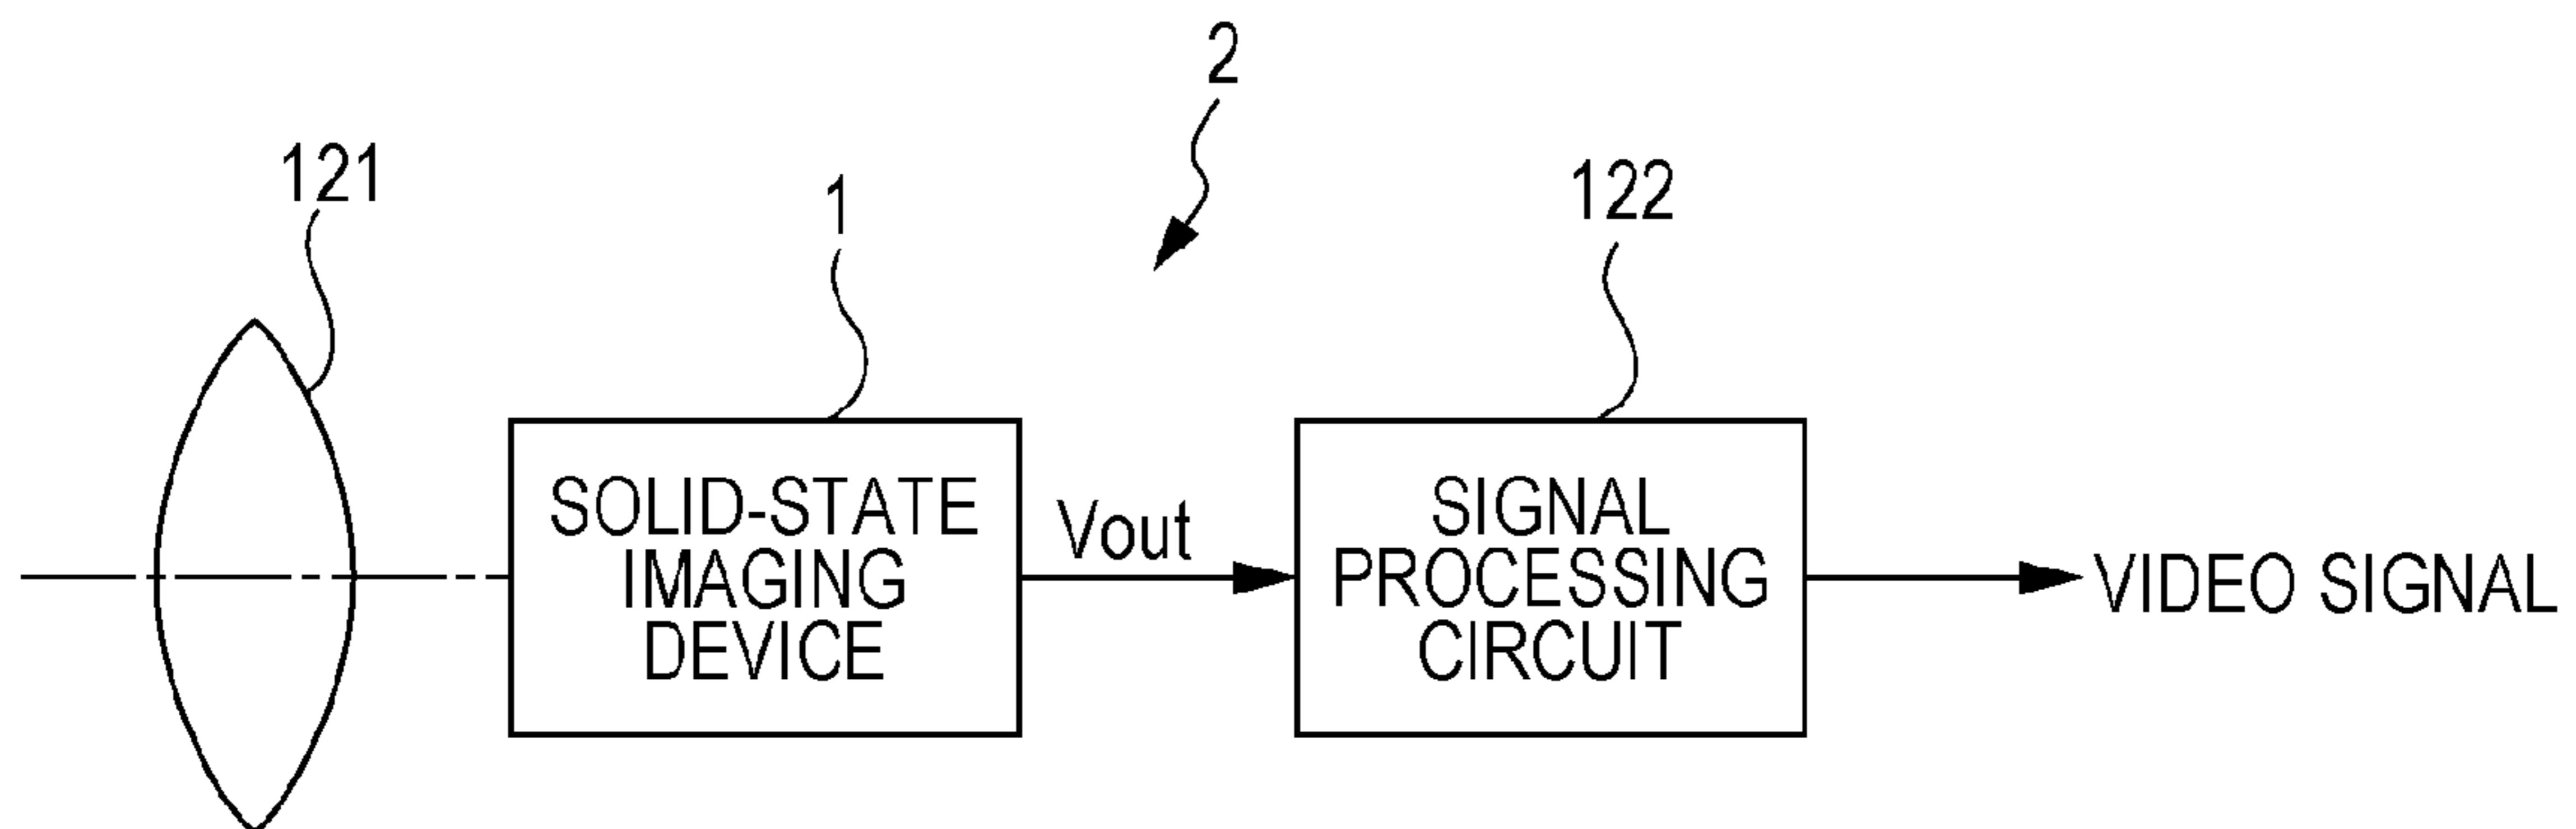 2
121
1
122
SOLID-STATE
IMAGING
DEVICE
Vout
SIGNAL
PROCESSING
CIRCUIT
VIDEO SIGNAL